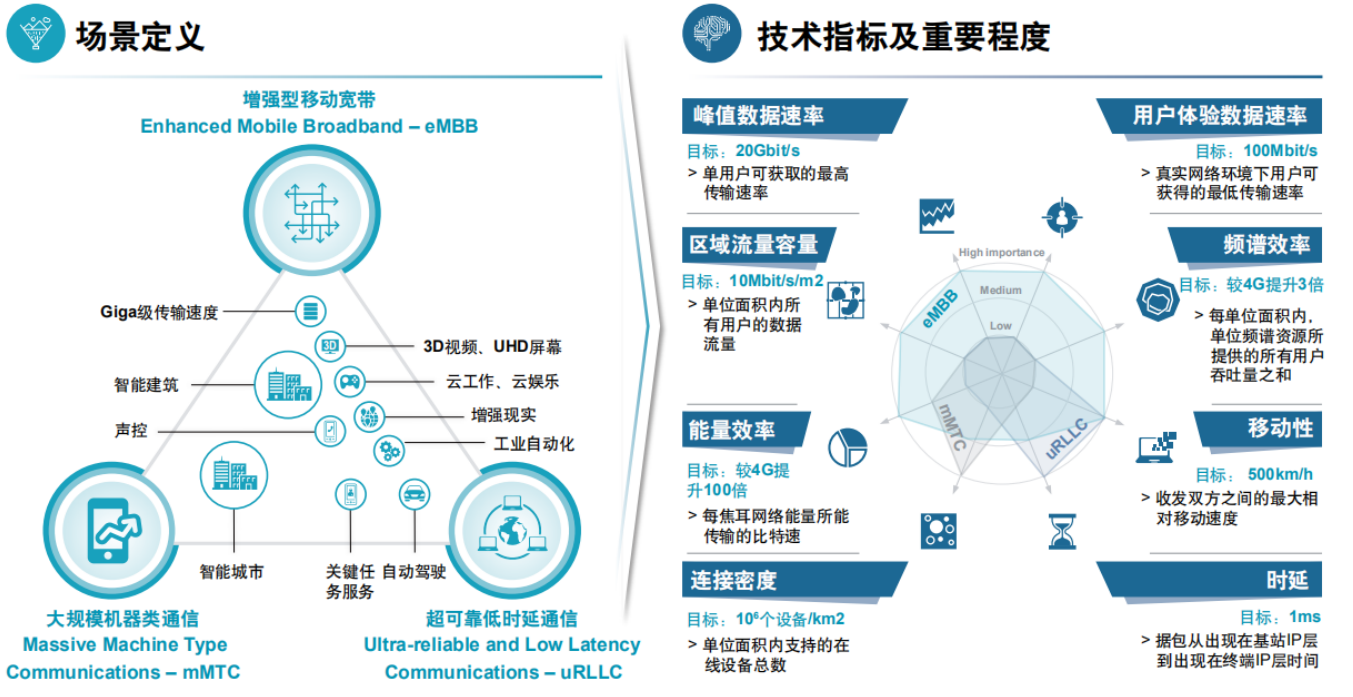 场景定义
增强型移动宽带
Enhanced Mobile Broadband – eMBB
Giga级传输速度
3D
3D视频、UHD屏幕
智能建筑
云工作、云娱乐
增强现实
声控
工业自动化
智能城市
关键任
务服务
自动驾驶
大规模机器类通信
Massive Machine Type
Communications – mMTC
超可靠低时延通信
Ultra-reliable and Low Latency
Communications – uRLLC
技术指标及重要程度
峰值数据速率
目标：20Gbit/s
> 单用户可获取的最高
传输速率
区域流量容量
目标：10Mbit/s/m2
> 单位面积内所
有用户的数据
流量
能量效率
目标：较4G提
升100倍
> 每焦耳网络能量所能
传输的比特速
连接密度
目标：10⁶个设备/km2
> 单位面积内支持的在
线设备总数
High importance
Medium
Low
eMBB
mMTC
uRLLC
用户体验数据速率
目标：100Mbit/s
> 真实网络环境下用户可
获得的最低传输速率
频谱效率
目标：较4G提升3倍
> 每单位面积内，
单位频谱资源所
提供的所有用户
吞吐量之和
移动性
目标： 500km/h
> 收发双方之间的最大相
对移动速度
时延
目标：1ms
> 据包从出现在基站IP层
到出现在终端IP层时间